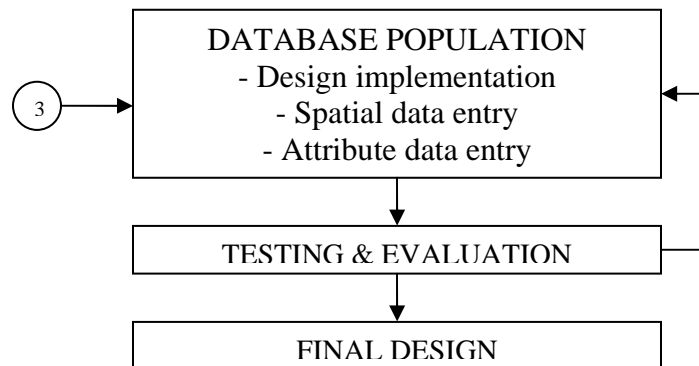 DATABASE POPULATION
- Design implementation
- Spatial data entry
- Attribute data entry
3
TESTING & EVALUATION
FINAL DESIGN